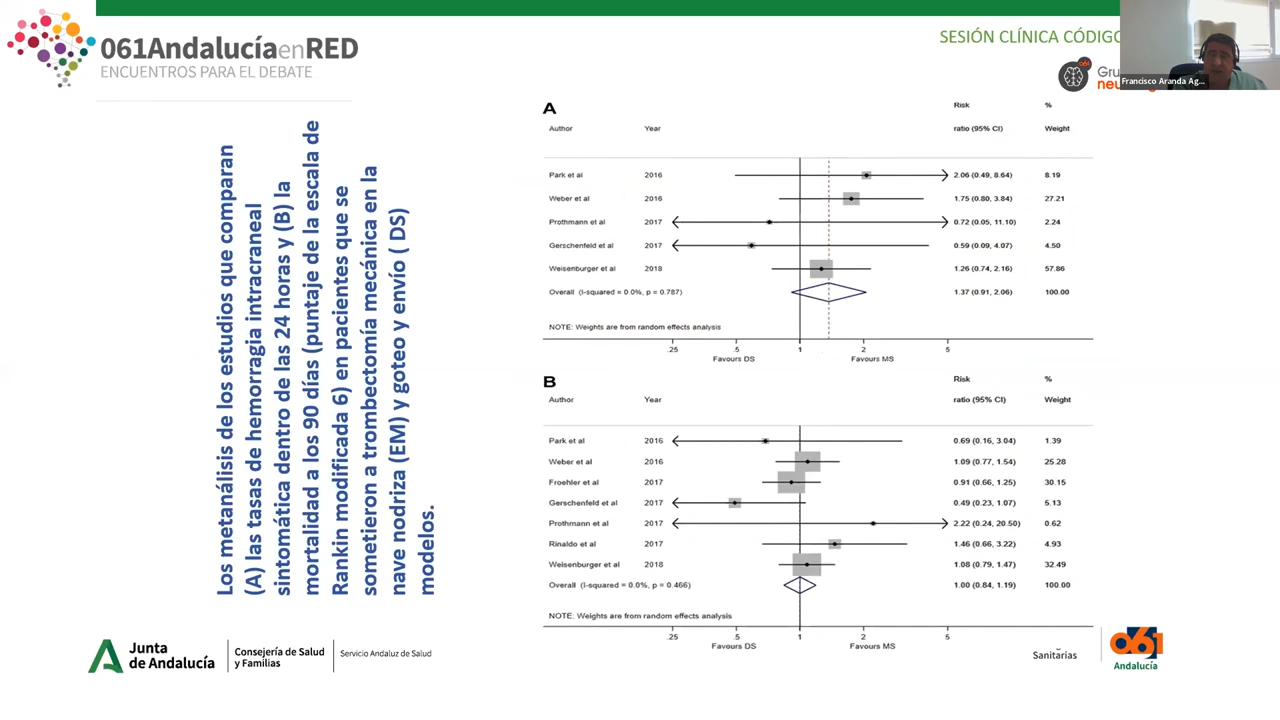 061AndalucíaenRED
ENCUENTROS PARA EL DEBATE
SESIÓN CLÍNICA CÓDIGO
061
Francisco Aranda Ag...
Los metanálisis de los estudios que comparan
(A) las tasas de hemorragia intracraneal
sintomática dentro de las 24 horas y (B) la
mortalidad a los 90 días (puntaje de la escala de
Rankin modificada 6) en pacientes que se
sometieron a trombectomía mecánica en la
nave nodriza (EM) y goteo y envío ( DS)
modelos.
A
Risk %
Author Year ratio (95% CI) Weight
Park et al 2016 2.06 (0.49, 8.64) 8.19
Weber et al 2016 1.75 (0.80, 3.84) 27.21
Prothmann et al 2017 0.72 (0.05, 11.10) 2.24
Gerschenfeld et al 2017 0.59 (0.09, 4.07) 4.50
Weisenburger et al 2018 1.26 (0.74, 2.16) 57.86
Overall (I-squared = 0.0%, p = 0.787) 1.37 (0.91, 2.06) 100.00
NOTE: Weights are from random effects analysis
.25 .5 1 2 5
Favours DS Favours MS
B
Risk %
Author Year ratio (95% CI) Weight
Park et al 2016 0.69 (0.16, 3.04) 1.39
Weber et al 2016 1.09 (0.77, 1.54) 25.28
Froehler et al 2017 0.91 (0.66, 1.25) 30.15
Gerschenfeld et al 2017 0.49 (0.23, 1.07) 5.13
Prothmann et al 2017 2.22 (0.24, 20.50) 0.62
Rinaldo et al 2017 1.46 (0.66, 3.22) 4.93
Weisenburger et al 2018 1.08 (0.79, 1.47) 32.49
Overall (I-squared = 0.0%, p = 0.466) 1.00 (0.84, 1.19) 100.00
NOTE: Weights are from random effects analysis
.25 .5 1 2 5
Favours DS Favours MS
Junta
de Andalucía
Consejería de Salud
y Familias
Servicio Andaluz de Salud
Sanitarias
061
Andalucía